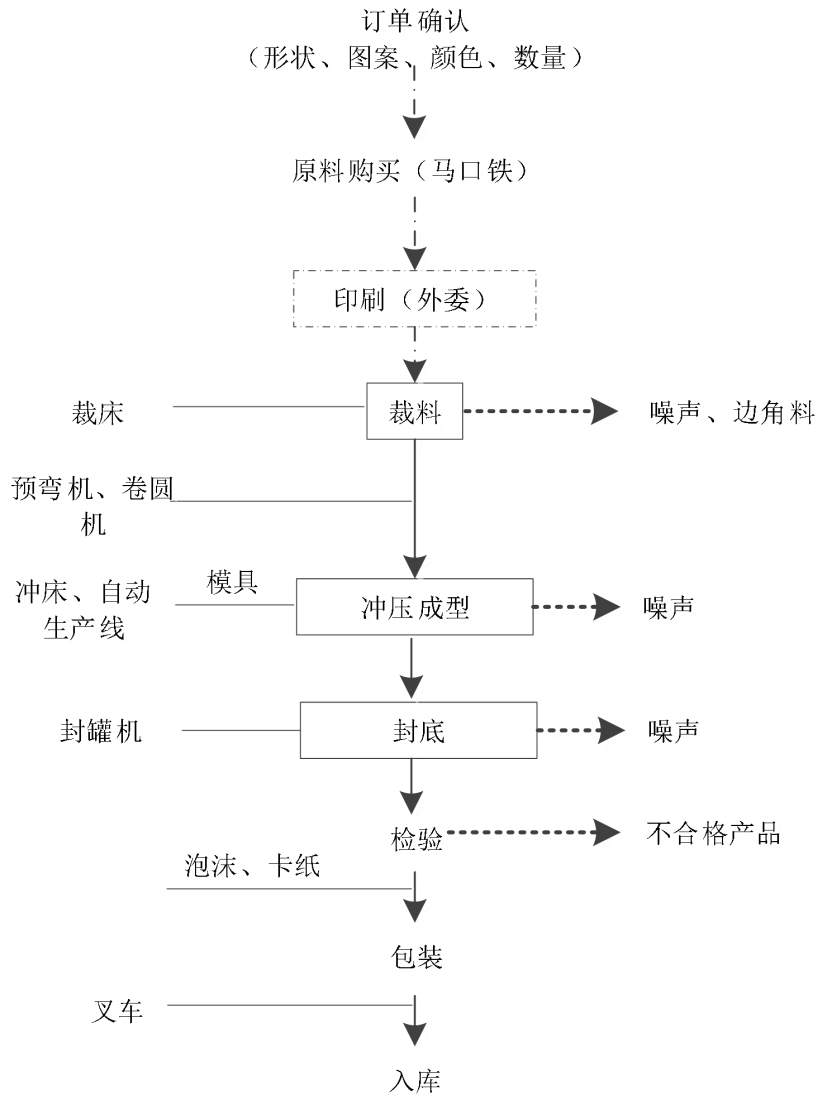 订单确认
（形状、图案、颜色、数量）
原料购买（马口铁）
印刷（外委）
裁床
裁料
噪声、边角料
预弯机、卷圆
机
冲床、自动
生产线
模具
冲压成型
噪声
封罐机
封底
噪声
检验
不合格产品
泡沫、卡纸
包装
叉车
入库